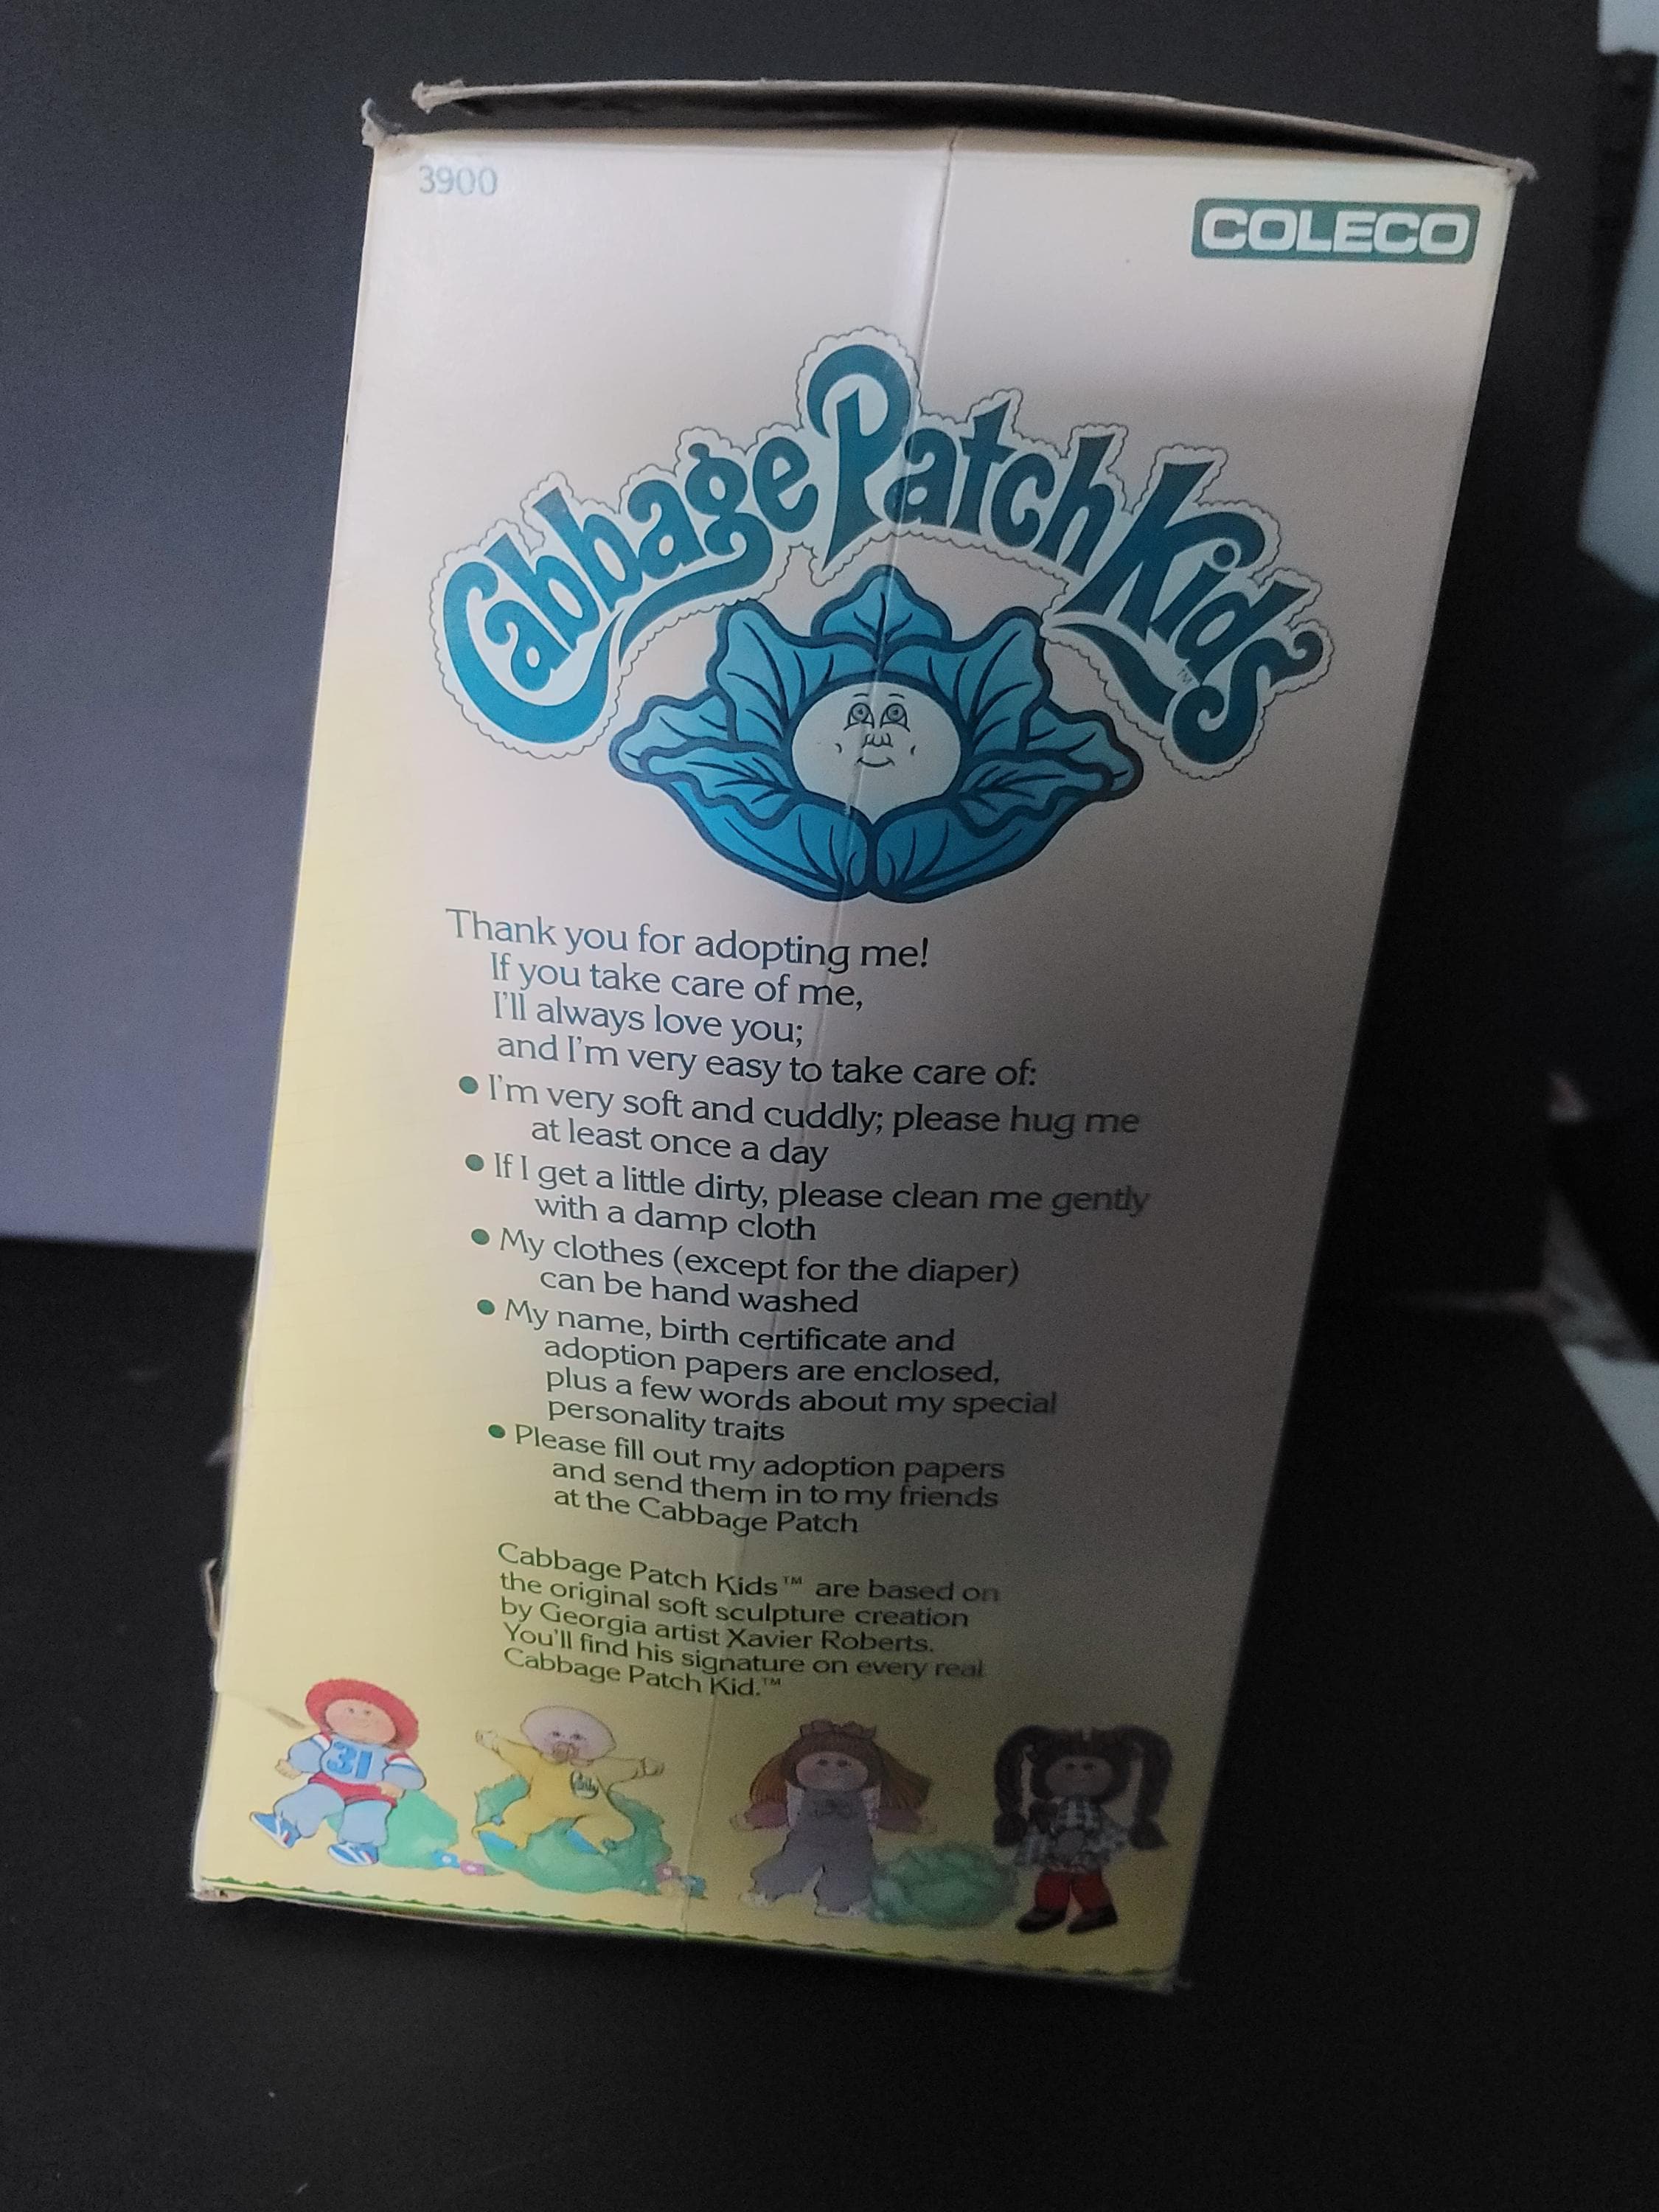 3900
COLECO
Cabbage Patch Kids
TM
Thank you for adopting me!
If you take care of me,
I'll always love you;
and I'm very easy to take care of:
● I'm very soft and cuddly; please hug me
at least once a day
● If I get a little dirty, please clean me gently
with a damp cloth
● My clothes (except for the diaper)
can be hand washed
● My name, birth certificate and
adoption papers are enclosed,
plus a few words about my special
personality traits
● Please fill out my adoption papers
and send them in to my friends
at the Cabbage Patch
Cabbage Patch Kids™ are based on
the original soft sculpture creation
by Georgia artist Xavier Roberts.
You'll find his signature on every real
Cabbage Patch Kid.™
31